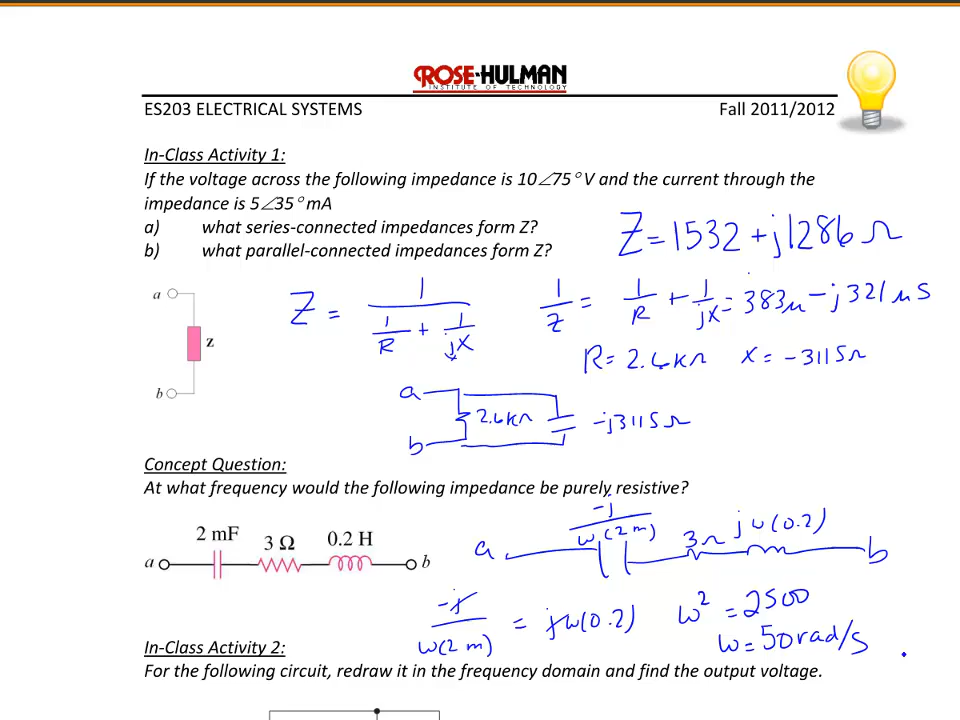 ROSE-HULMAN
INSTITUTE OF TECHNOLOGY
ES203 ELECTRICAL SYSTEMS Fall 2011/2012
In-Class Activity 1:
If the voltage across the following impedance is 10∠75° V and the current through the
impedance is 5∠35° mA
a) what series-connected impedances form Z?
b) what parallel-connected impedances form Z?
Z = 1532 + j1286 Ω
a
z
b
Z = 1 / (1/R + 1/jX)
1/Z = 1/R + 1/jX = 383μ - j321 μS
R = 2.6KΩ X = -3115Ω
a
2.6KΩ -j3115Ω
b
Concept Question:
At what frequency would the following impedance be purely resistive?
2 mF 3 Ω 0.2 H
a b
-j/ω(2m) 3Ω jω(0.2)
a b
-j/ω(2m) = jω(0.2) ω² = 2500
ω = 50 rad/s
In-Class Activity 2:
For the following circuit, redraw it in the frequency domain and find the output voltage.